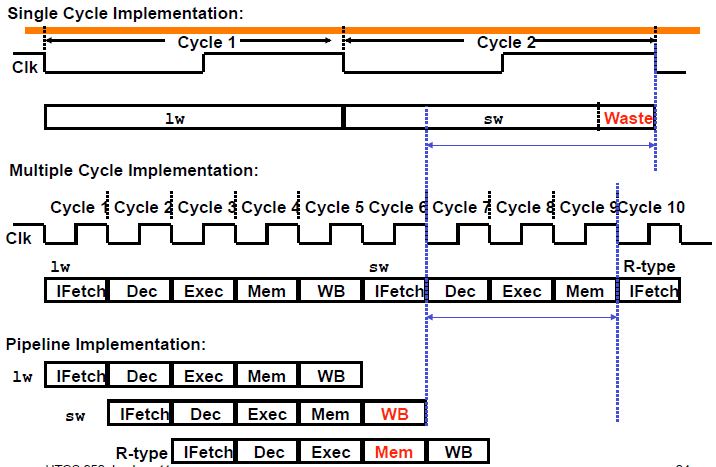 Single Cycle Implementation:
Cycle 1 Cycle 2
Clk
lw sw Waste
Multiple Cycle Implementation:
Cycle 1 Cycle 2 Cycle 3 Cycle 4 Cycle 5 Cycle 6 Cycle 7 Cycle 8 Cycle 9 Cycle 10
Clk
lw sw R-type
IFetch Dec Exec Mem WB IFetch Dec Exec Mem IFetch
Pipeline Implementation:
lw IFetch Dec Exec Mem WB
sw IFetch Dec Exec Mem WB
R-type IFetch Dec Exec Mem WB